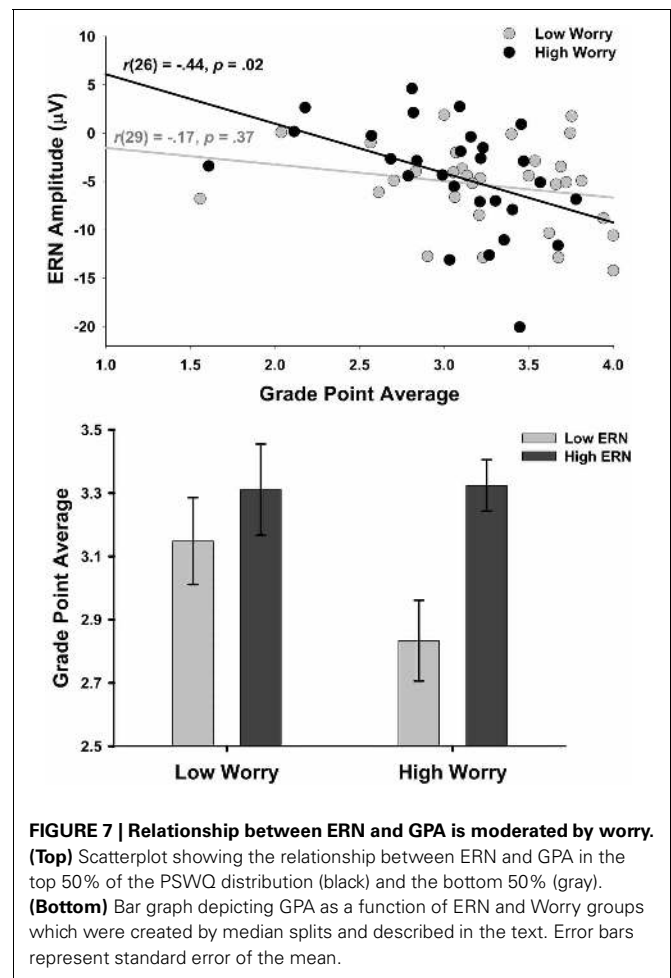 Low Worry
High Worry
r(26) = -.44, p = .02
r(29) = -.17, p = .37
10
5
0
-5
-10
-15
-20
ERN Amplitude (µV)
1.0 1.5 2.0 2.5 3.0 3.5 4.0
Grade Point Average
Low ERN
High ERN
3.5
3.3
3.1
2.9
2.7
2.5
Grade Point Average
Low Worry High Worry
FIGURE 7 | Relationship between ERN and GPA is moderated by worry.
(Top) Scatterplot showing the relationship between ERN and GPA in the
top 50% of the PSWQ distribution (black) and the bottom 50% (gray).
(Bottom) Bar graph depicting GPA as a function of ERN and Worry groups
which were created by median splits and described in the text. Error bars
represent standard error of the mean.